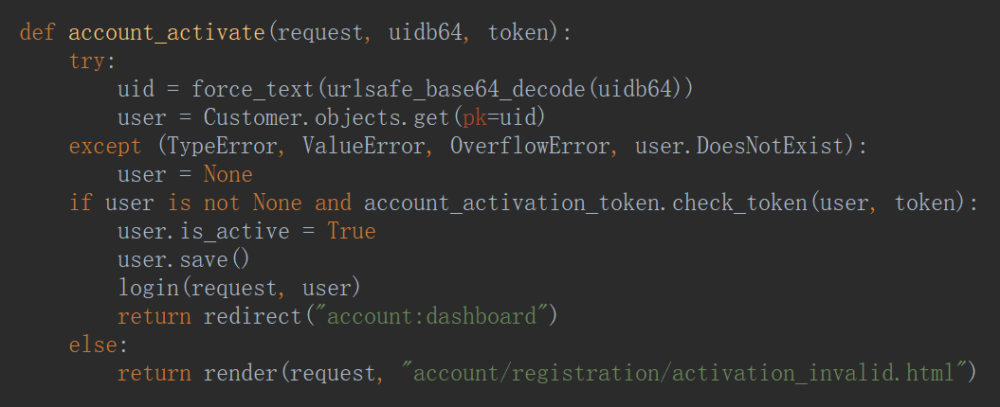 def account_activate(request, uidb64, token):
    try:
        uid = force_text(urlsafe_base64_decode(uidb64))
        user = Customer.objects.get(pk=uid)
    except (TypeError, ValueError, OverflowError, user.DoesNotExist):
        user = None
    if user is not None and account_activation_token.check_token(user, token):
        user.is_active = True
        user.save()
        login(request, user)
        return redirect("account:dashboard")
    else:
        return render(request, "account/registration/activation_invalid.html")